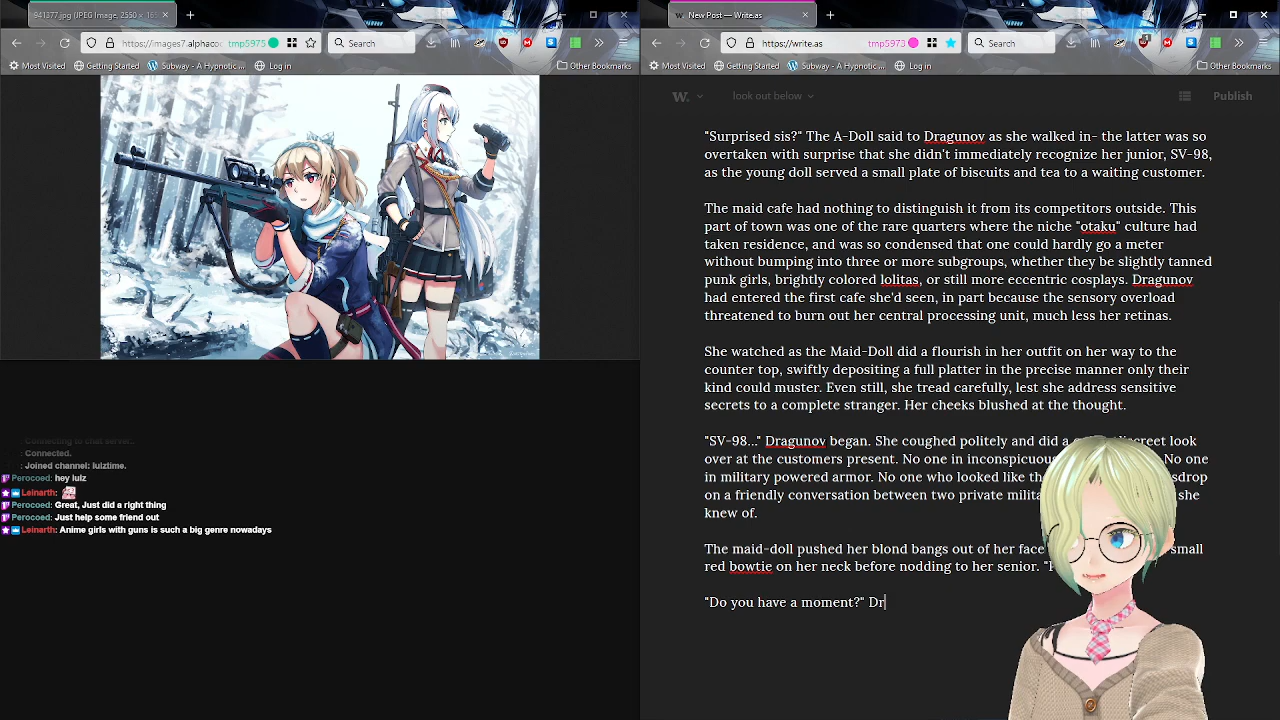 941377.jpg (JPEG Image, 2550 × 16
https://images7.alphaco
tmp5975
Search
Most Visited
Getting Started
Subway - A Hypnotic ...
Log in
Other Bookmarks
New Post — Write.as
https://write.as
tmp5973
Search
Most Visited
Getting Started
Subway - A Hypnotic ...
Log in
Other Bookmarks
W.
look out below
Publish
"Surprised sis?" The A-Doll said to Dragunov as she walked in- the latter was so
overtaken with surprise that she didn't immediately recognize her junior, SV-98,
as the young doll served a small plate of biscuits and tea to a waiting customer.
The maid cafe had nothing to distinguish it from its competitors outside. This
part of town was one of the rare quarters where the niche "otaku" culture had
taken residence, and was so condensed that one could hardly go a meter
without bumping into three or more subgroups, whether they be slightly tanned
punk girls, brightly colored lolitas, or still more eccentric cosplays. Dragunov
had entered the first cafe she'd seen, in part because the sensory overload
threatened to burn out her central processing unit, much less her retinas.
She watched as the Maid-Doll did a flourish in her outfit on her way to the
counter top, swiftly depositing a full platter in the precise manner only their
kind could muster. Even still, she tread carefully, lest she address sensitive
secrets to a complete stranger. Her cheeks blushed at the thought.
"SV-98..." Dragunov began. She coughed politely and did a look
over at the customers present. No one in inconspicuous No one
in military powered armor. No one who looked like the
on a friendly conversation between two private milita she
knew of.
The maid-doll pushed her blond bangs out of her face small
red bowtie on her neck before nodding to her senior.
"Do you have a moment?" Dr
: Connecting to chat server...
: Connected.
: Joined channel: luiztime.
Perocoed: hey luiz
Leinarth:
Perocoed: Great, Just did a right thing
Perocoed: Just help some friend out
Leinarth: Anime girls with guns is such a big genre nowadays